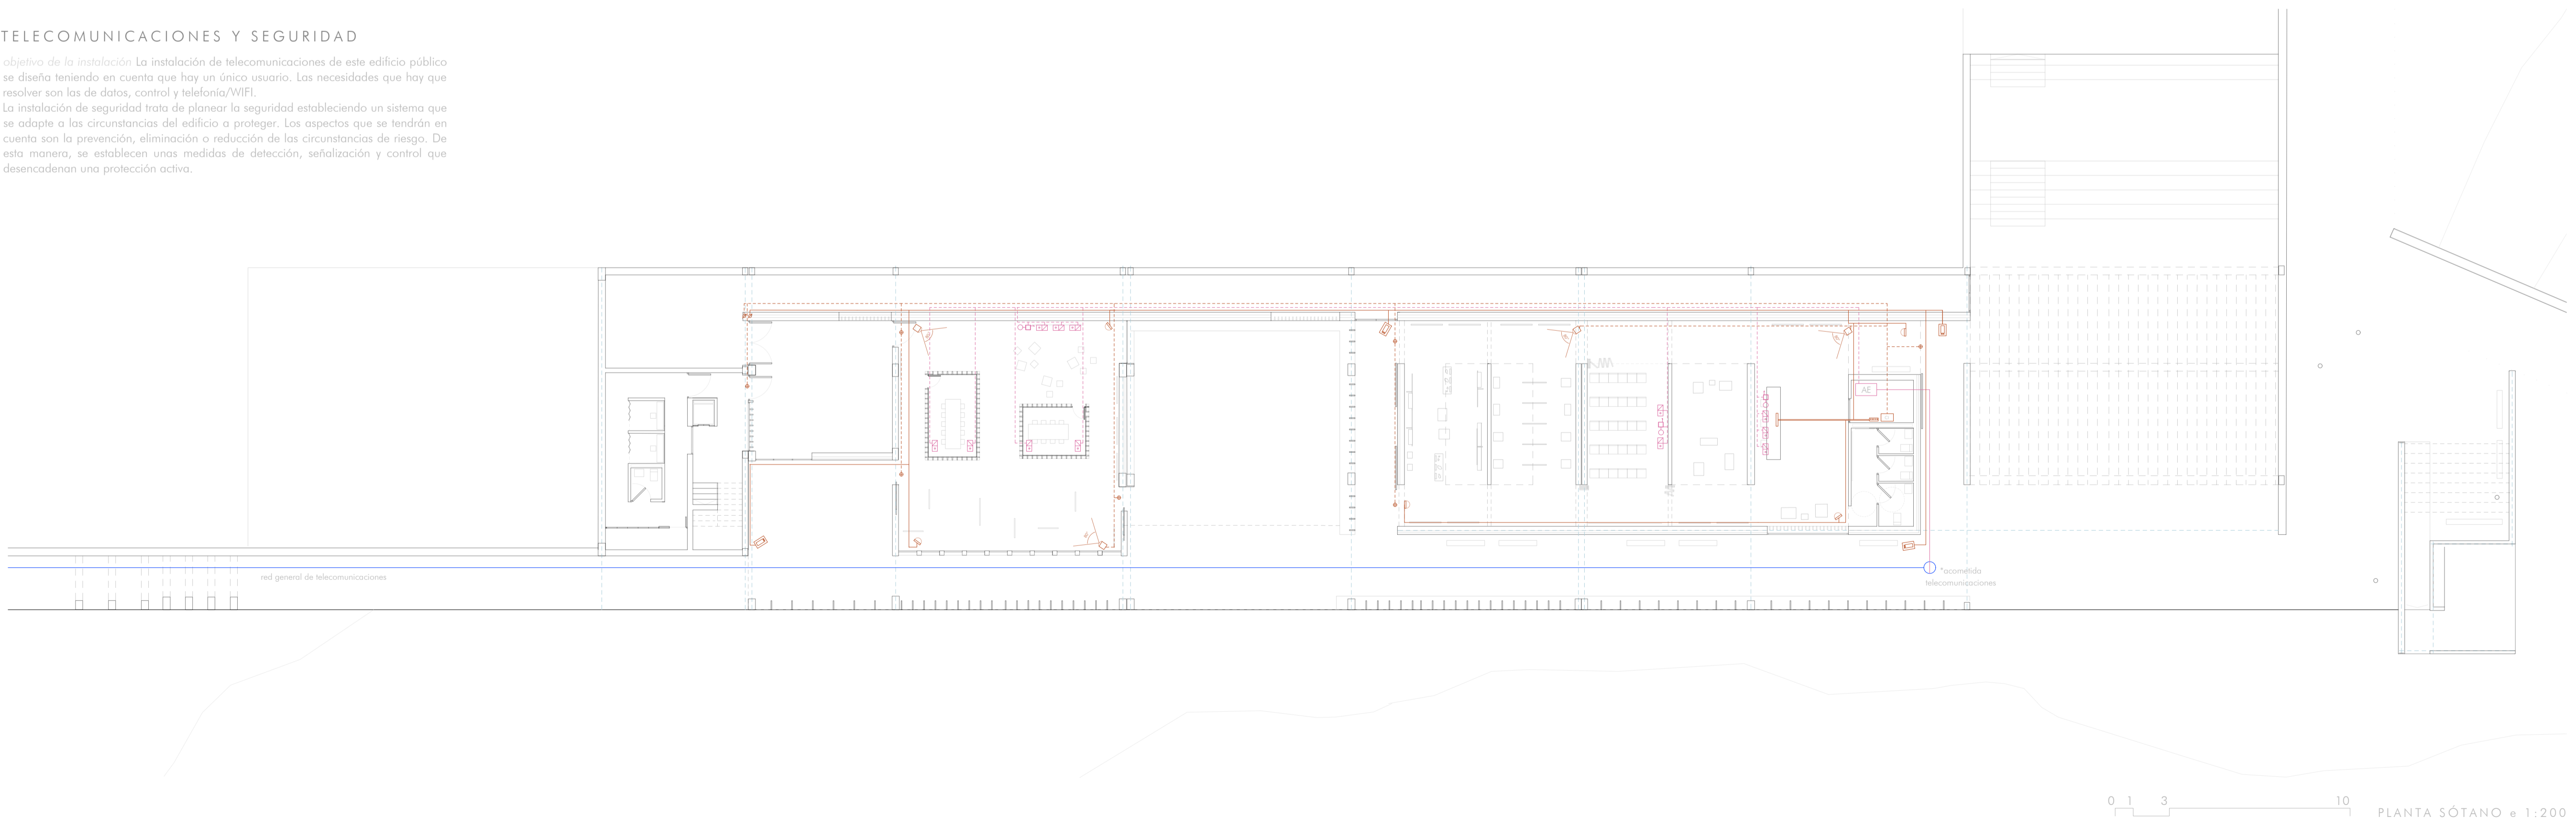 TELECOMUNICACIONES Y SEGURIDAD
objetivo de la instalación La instalación de telecomunicaciones de este edificio público
se diseña teniendo en cuenta que hay un único usuario. Las necesidades que hay que
resolver son las de datos, control y telefonía/WIFI.
La instalación de seguridad trata de planear la seguridad estableciendo un sistema que
se adapte a las circunstancias del edificio a proteger. Los aspectos que se tendrán en
cuenta son la prevención, eliminación o reducción de las circunstancias de riesgo. De
esta manera, se establecen unas medidas de detección, señalización y control que
desencadenan una protección activa.
red general de telecomunicaciones
*acometida
telecomunicaciones
0 1 3 10
PLANTA SÓTANO e 1:200